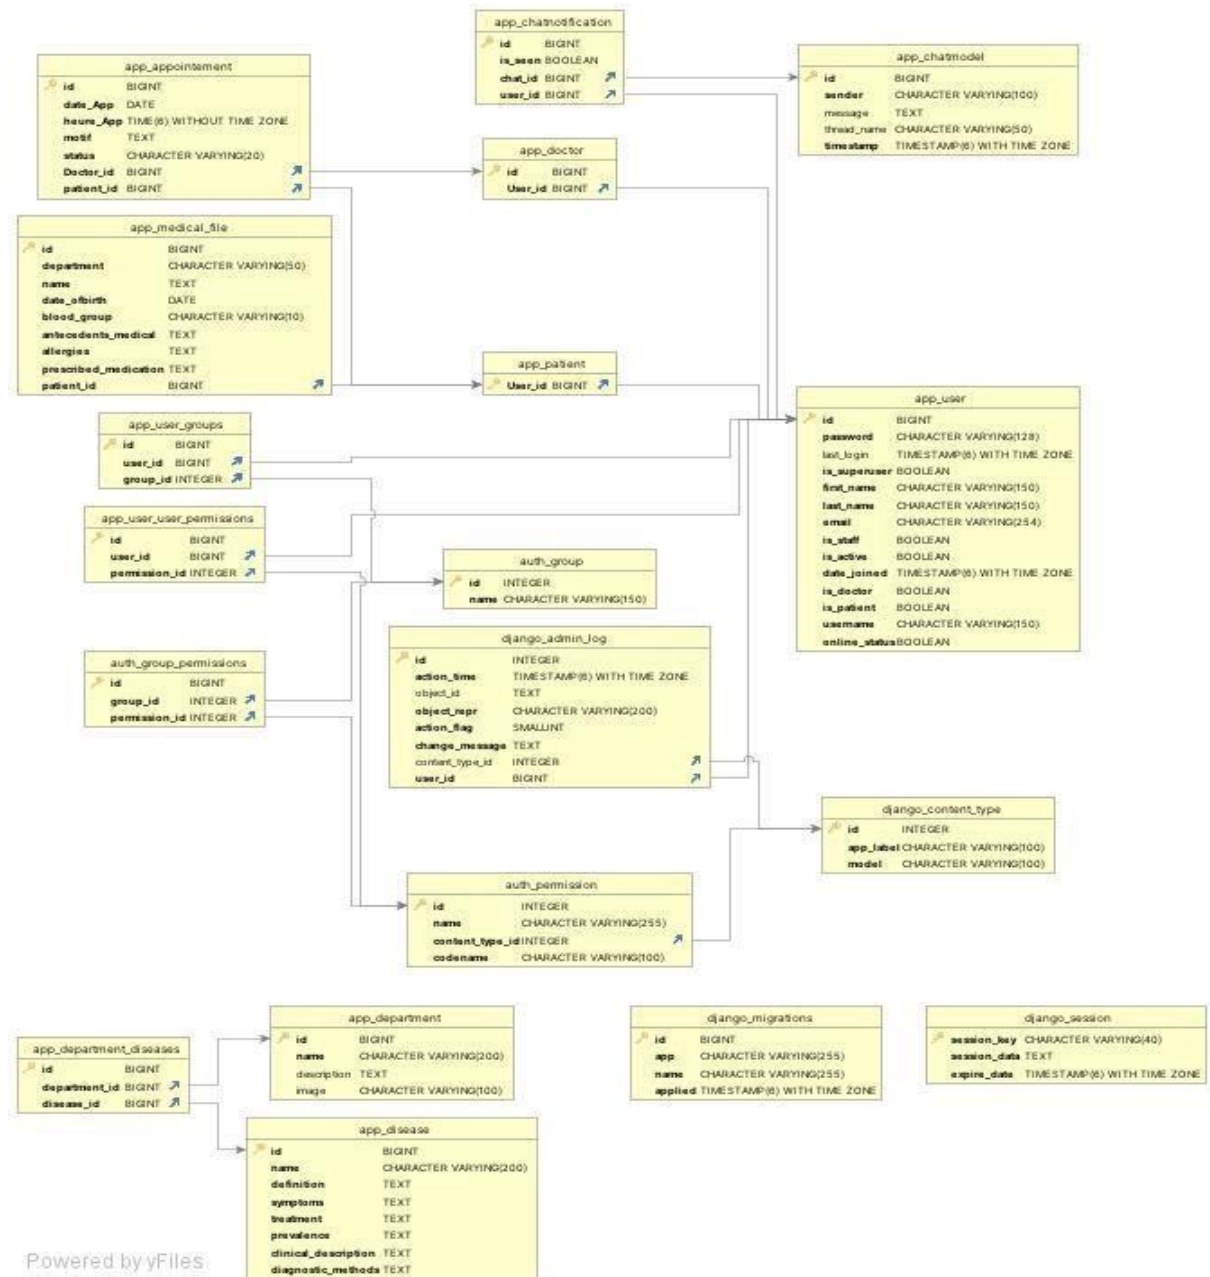 app_chatnotification
id BIGINT
is_seen BOOLEAN
chat_id BIGINT
user_id BIGINT
app_chatmodel
id BIGINT
sender CHARACTER VARYING(100)
message TEXT
thread_name CHARACTER VARYING(50)
timestamp TIMESTAMP(6) WITH TIME ZONE
app_appointement
id BIGINT
date_App DATE
heure_App TIME(6) WITHOUT TIME ZONE
motif TEXT
status CHARACTER VARYING(20)
Doctor_id BIGINT
patient_id BIGINT
app_doctor
id BIGINT
User_id BIGINT
app_medical_file
id BIGINT
department CHARACTER VARYING(50)
name TEXT
date_ofbirth DATE
blood_group CHARACTER VARYING(10)
antecedents_medical TEXT
allergies TEXT
prescribed_medication TEXT
patient_id BIGINT
app_patient
User_id BIGINT
app_user
id BIGINT
password CHARACTER VARYING(128)
last_login TIMESTAMP(6) WITH TIME ZONE
is_superuser BOOLEAN
first_name CHARACTER VARYING(150)
last_name CHARACTER VARYING(150)
email CHARACTER VARYING(254)
is_staff BOOLEAN
is_active BOOLEAN
date_joined TIMESTAMP(6) WITH TIME ZONE
is_doctor BOOLEAN
is_patient BOOLEAN
username CHARACTER VARYING(150)
online_status BOOLEAN
app_user_groups
id BIGINT
user_id BIGINT
group_id INTEGER
app_user_user_permissions
id BIGINT
user_id BIGINT
permission_id INTEGER
auth_group
id INTEGER
name CHARACTER VARYING(150)
django_admin_log
id INTEGER
action_time TIMESTAMP(6) WITH TIME ZONE
object_id TEXT
object_repr CHARACTER VARYING(200)
action_flag SMALLINT
change_message TEXT
content_type_id INTEGER
user_id BIGINT
auth_group_permissions
id BIGINT
group_id INTEGER
permission_id INTEGER
django_content_type
id INTEGER
app_label CHARACTER VARYING(100)
model CHARACTER VARYING(100)
auth_permission
id INTEGER
name CHARACTER VARYING(255)
content_type_id INTEGER
codename CHARACTER VARYING(100)
app_department
id BIGINT
name CHARACTER VARYING(200)
description TEXT
image CHARACTER VARYING(100)
django_migrations
id BIGINT
app CHARACTER VARYING(255)
name CHARACTER VARYING(255)
applied TIMESTAMP(6) WITH TIME ZONE
django_session
session_key CHARACTER VARYING(40)
session_data TEXT
expire_date TIMESTAMP(6) WITH TIME ZONE
app_department_diseases
id BIGINT
department_id BIGINT
disease_id BIGINT
app_disease
id BIGINT
name CHARACTER VARYING(200)
definition TEXT
symptoms TEXT
treatment TEXT
prevalence TEXT
clinical_description TEXT
diagnostic_methods TEXT
Powered by yFiles